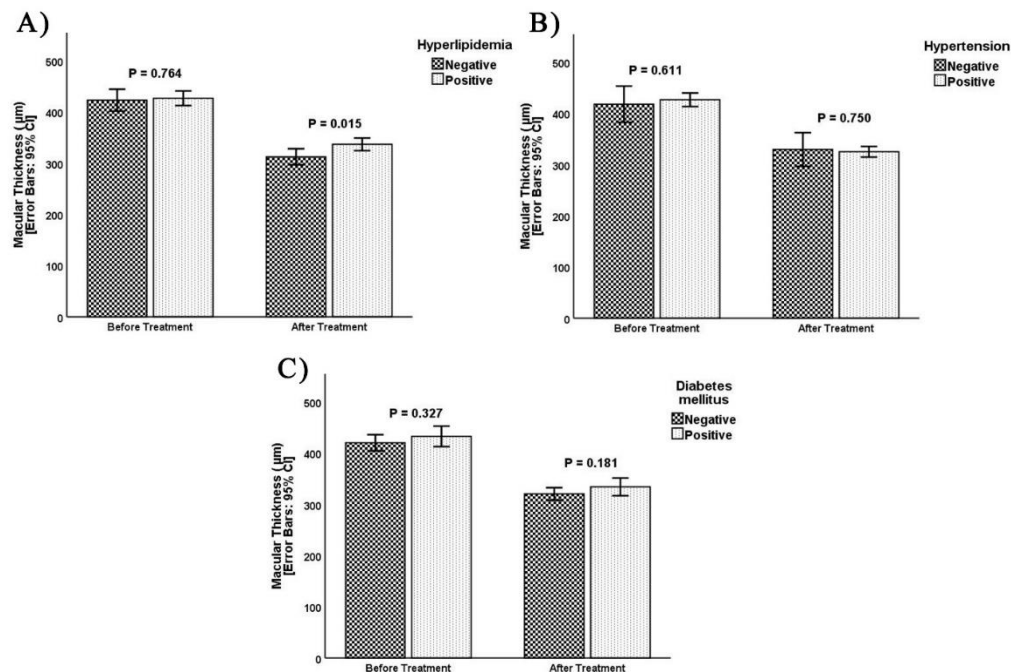 A)
Hyperlipidemia
Negative
Positive
P = 0.764
P = 0.015
500
400
300
200
100
0
Macular Thickness (µm)
[Error Bars: 95% CI]
Before Treatment
After Treatment
B)
Hypertension
Negative
Positive
P = 0.611
P = 0.750
500
400
300
200
100
0
Macular Thickness (µm)
[Error Bars: 95% CI]
Before Treatment
After Treatment
C)
Diabetes
mellitus
Negative
Positive
P = 0.327
P = 0.181
500
400
300
200
100
0
Macular Thickness (µm)
[Error Bars: 95% CI]
Before Treatment
After Treatment